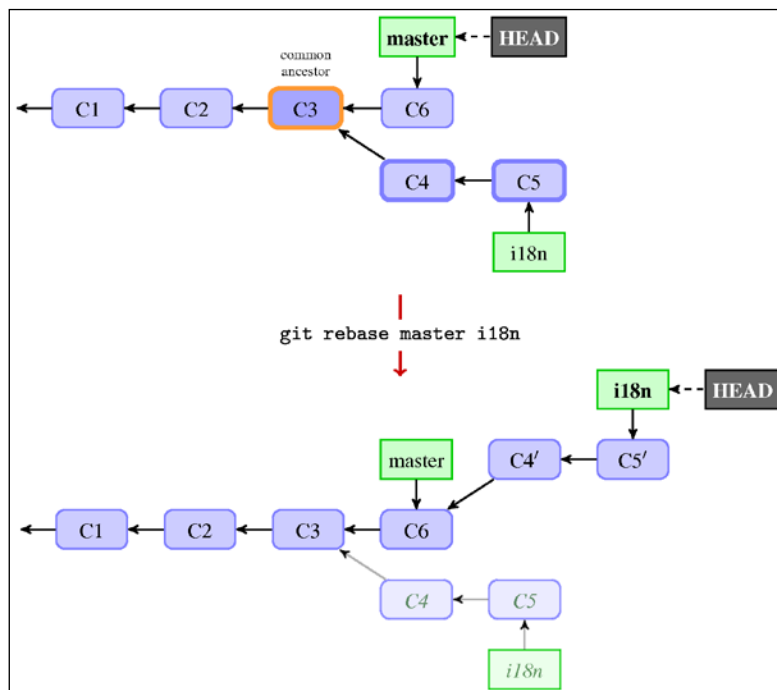 master HEAD
common
ancestor
C1 C2 C3 C6
C4 C5
i18n
git rebase master i18n
i18n HEAD
master C4′ C5′
C1 C2 C3 C6
C4 C5
i18n